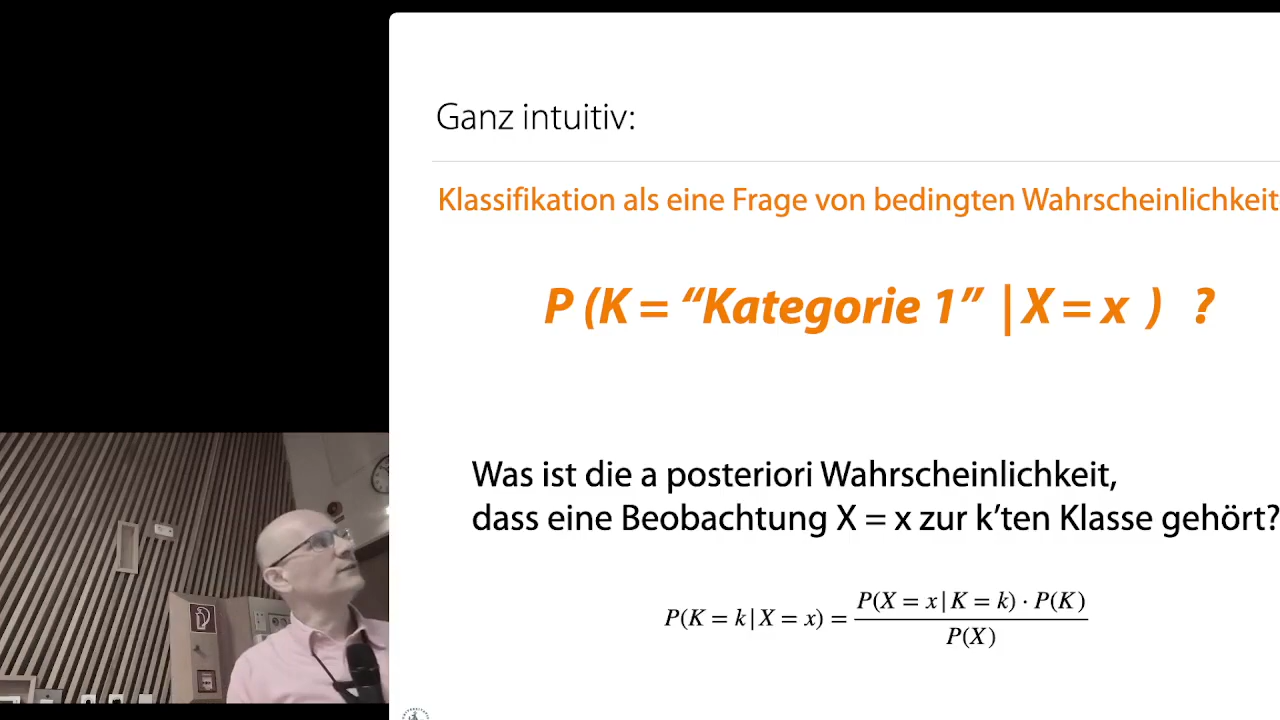 Ganz intuitiv:
Klassifikation als eine Frage von bedingten Wahrscheinlichkeit
P (K = “Kategorie 1” | X = x ) ?
Was ist die a posteriori Wahrscheinlichkeit,
dass eine Beobachtung X = x zur k’ten Klasse gehört?
P(K = k | X = x) = P(X = x | K = k) · P(K)
P(X)